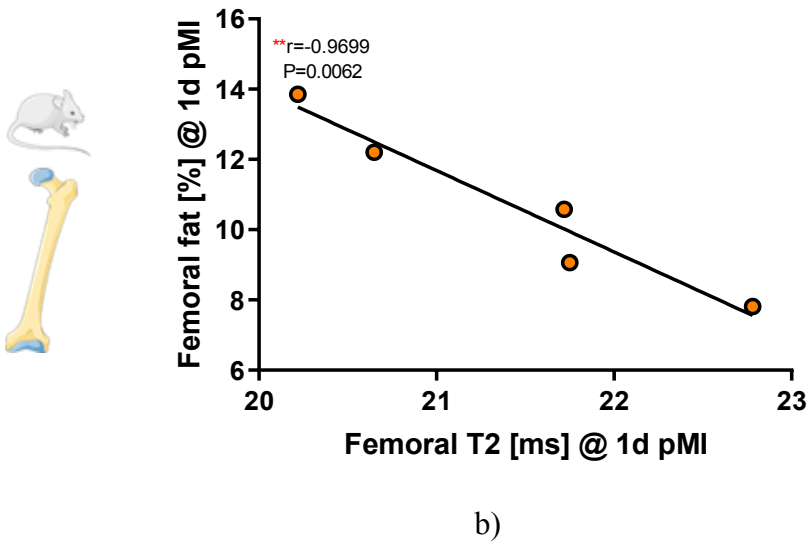 **r=-0.9699
P=0.0062
Femoral fat [%] @ 1d pMI
16
14
12
10
8
6
20 21 22 23
Femoral T2 [ms] @ 1d pMI
b)